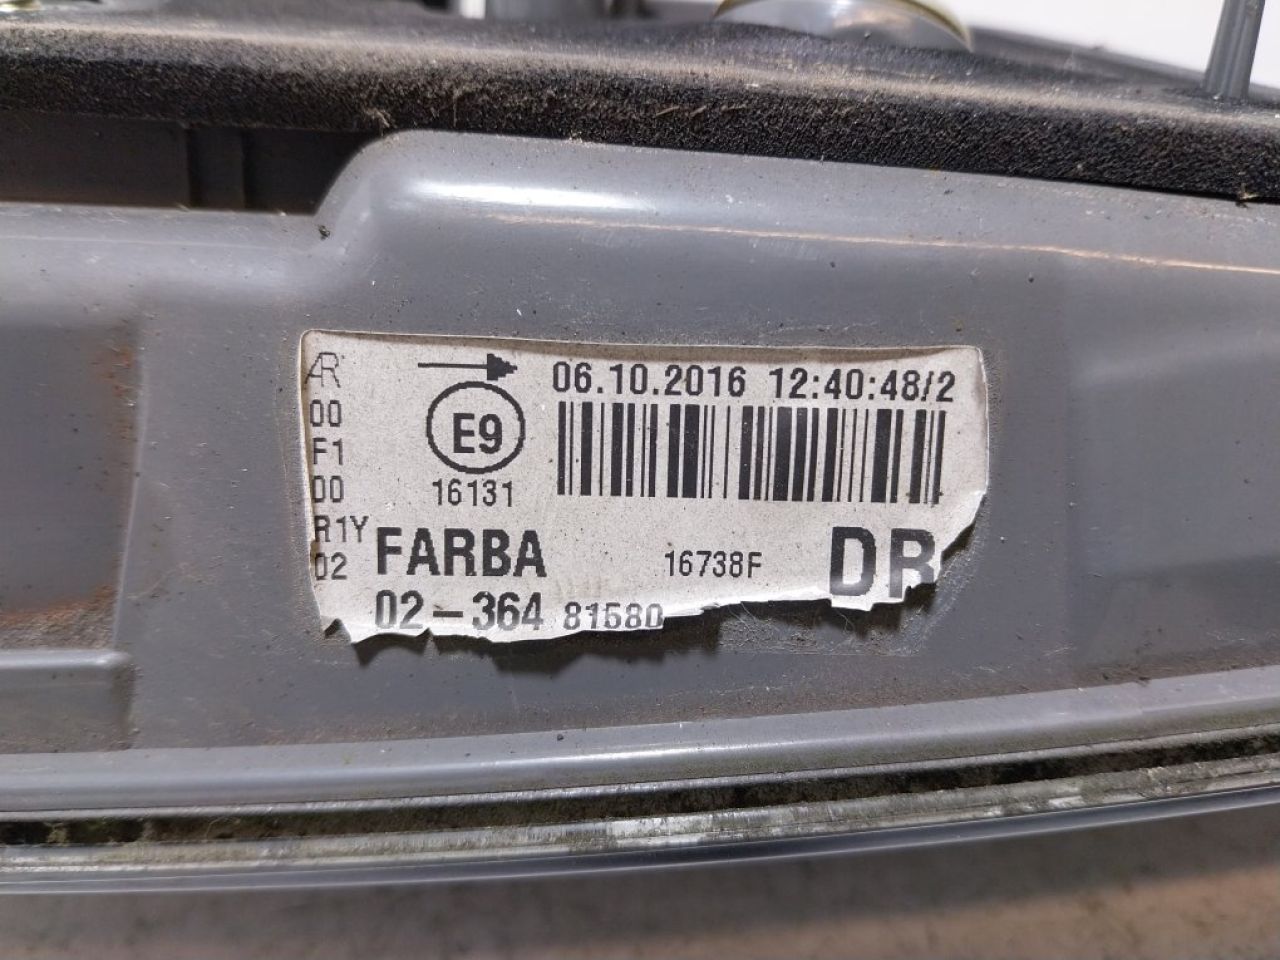 AR
00
F1
00
R1Y
02
E9
16131
06.10.2016 12:40:48/2
FARBA
16738F
DR
02-364 81580